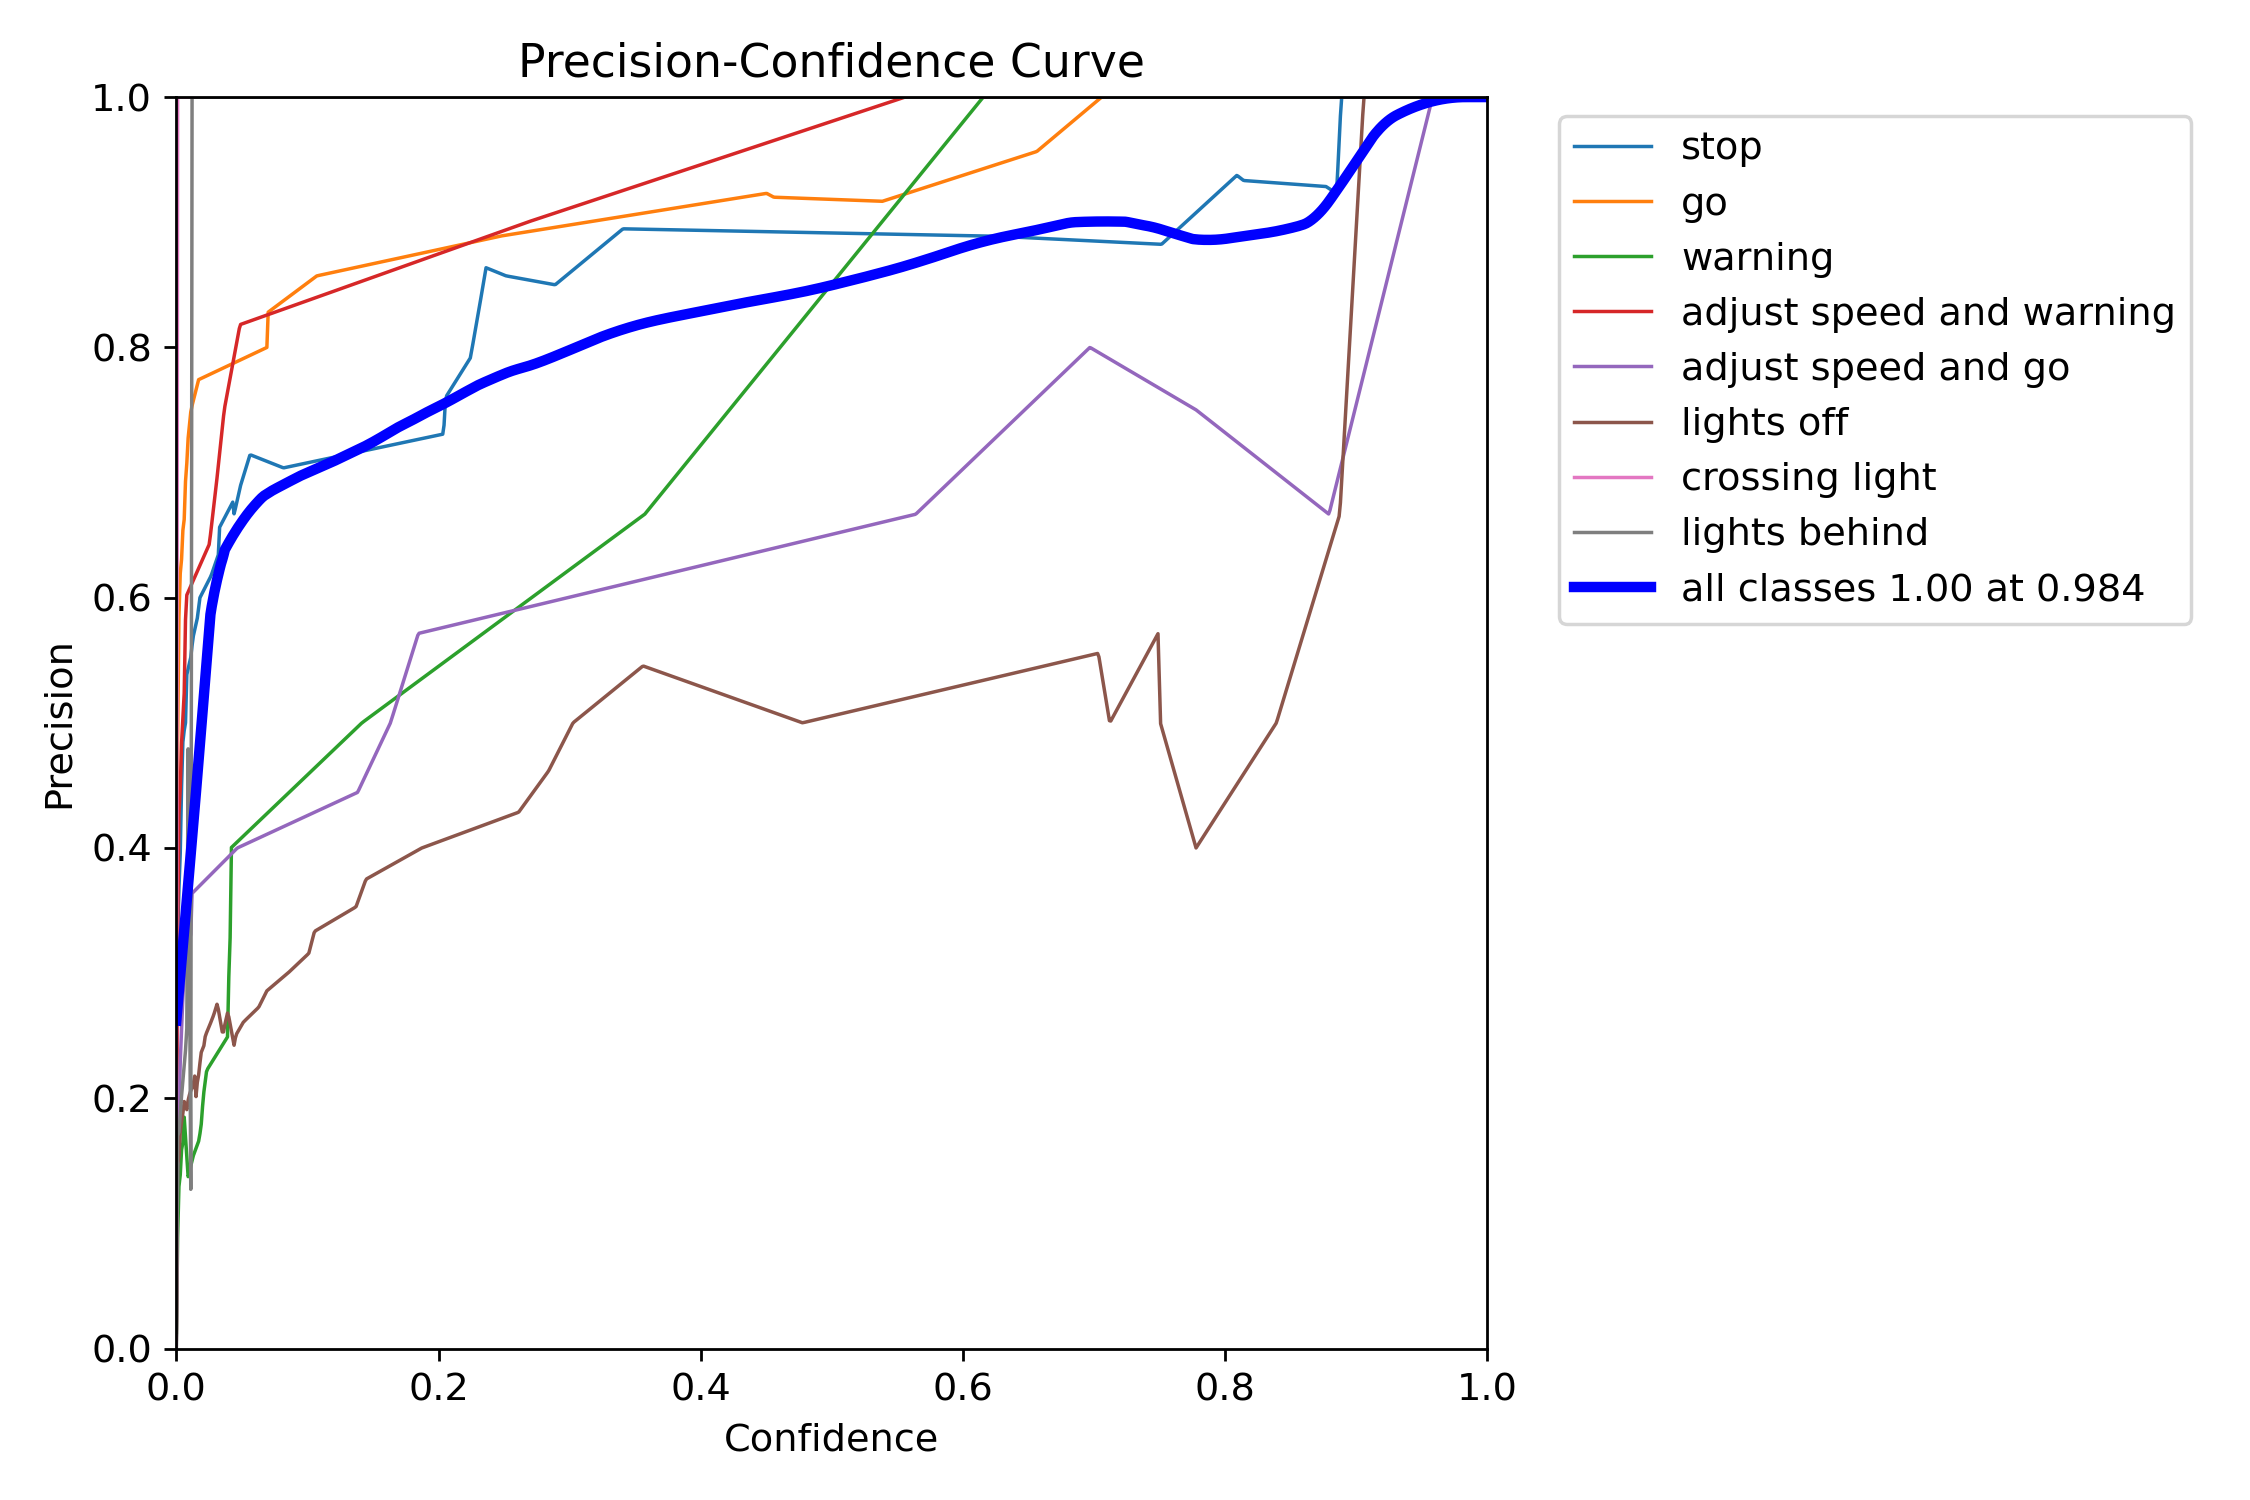 Precision-Confidence Curve
1.0
0.8
0.6
0.4
0.2
0.0
Precision
0.0 0.2 0.4 0.6 0.8 1.0
Confidence
stop
go
warning
adjust speed and warning
adjust speed and go
lights off
crossing light
lights behind
all classes 1.00 at 0.984